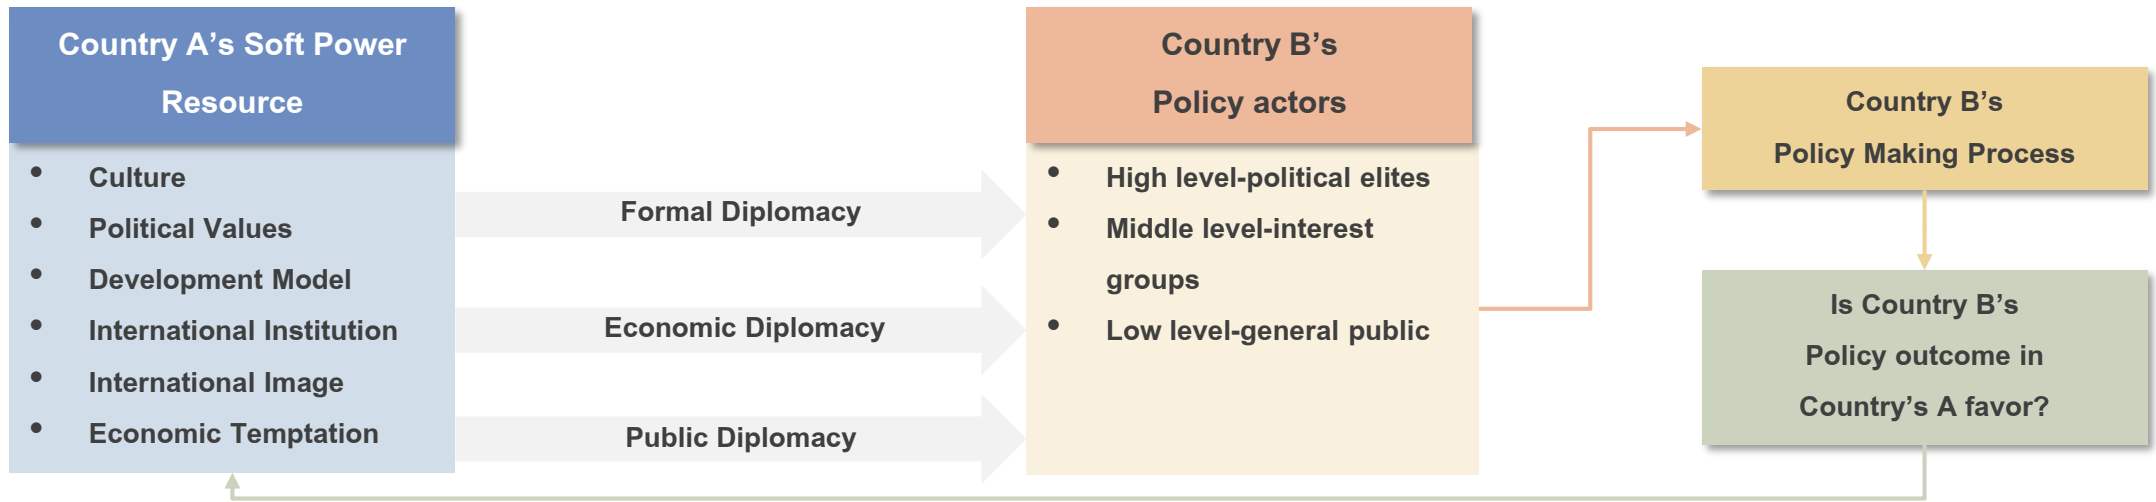 Country A’s Soft Power
Resource
• Culture
• Political Values
• Development Model
• International Institution
• International Image
• Economic Temptation
Formal Diplomacy
Economic Diplomacy
Public Diplomacy
Country B’s
Policy actors
• High level-political elites
• Middle level-interest
groups
• Low level-general public
Country B’s
Policy Making Process
Is Country B’s
Policy outcome in
Country’s A favor?